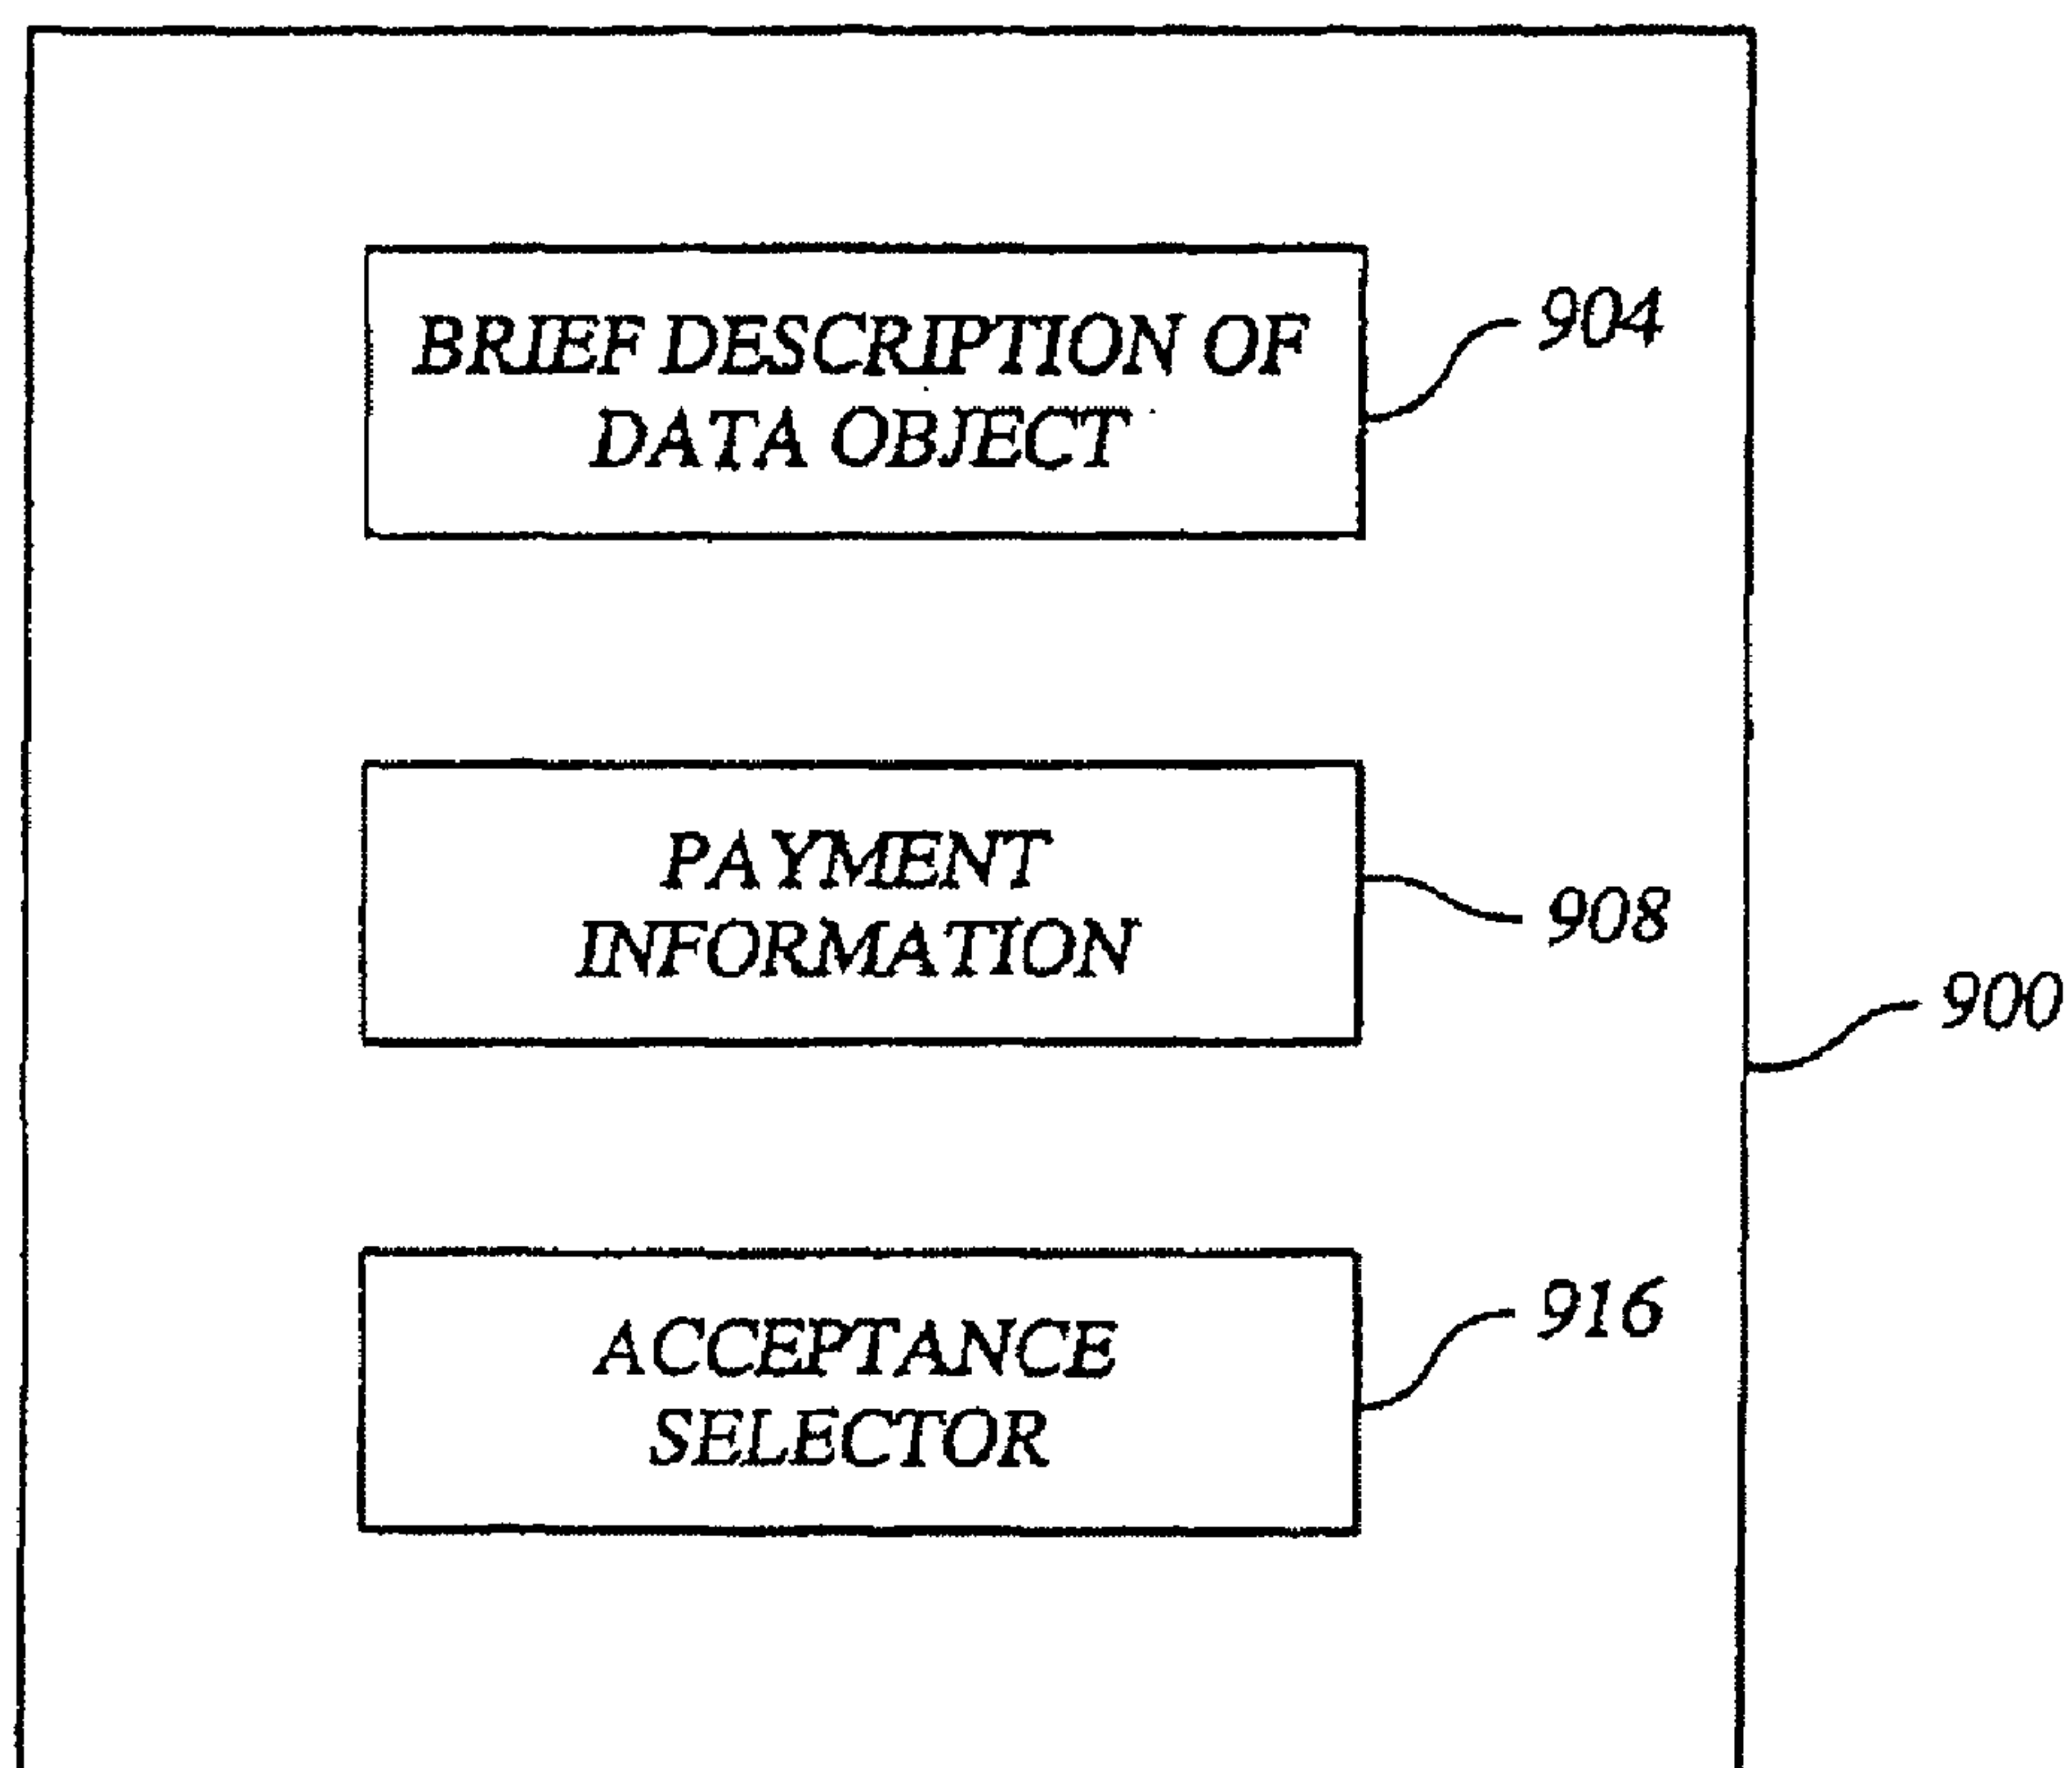 BRIEF DESCRIPTION OF
DATA OBJECT
904
PAYMENT
INFORMATION
908
900
ACCEPTANCE
SELECTOR
916